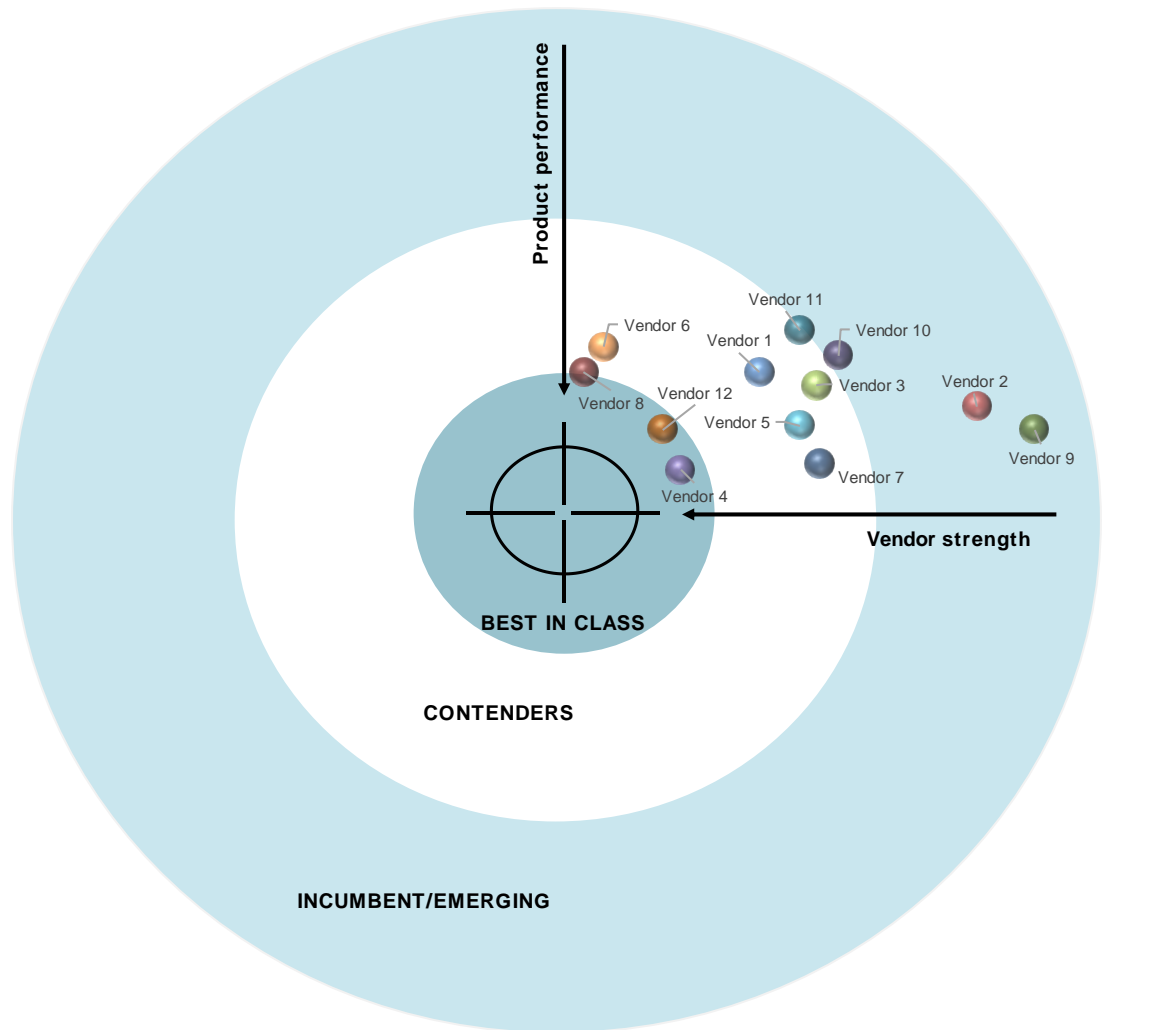 Product performance
Vendor 11
Vendor 6
Vendor 10
Vendor 1
Vendor 2
Vendor 3
Vendor 12
Vendor 8
Vendor 5
Vendor 9
Vendor 7
Vendor 4
Vendor strength
BEST IN CLASS
CONTENDERS
INCUMBENT/EMERGING